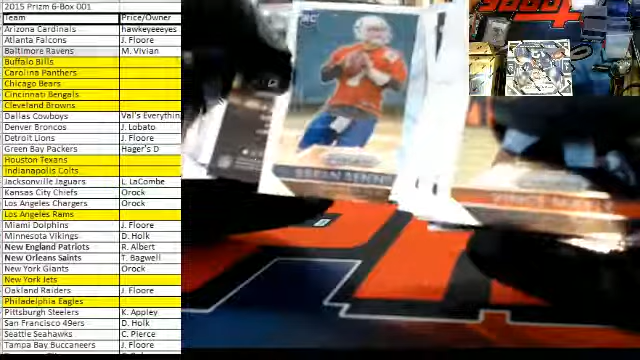 2015 Prizm 6-Box 001
Team Price/Owner
Arizona Cardinals hawkeyeeyes
Atlanta Falcons J. Floore
Baltimore Ravens M. Vivian
Buffalo Bills
Carolina Panthers
Chicago Bears
Cincinnati Bengals
Cleveland Browns
Dallas Cowboys Val's Everythin
Denver Broncos J. Lobato
Detroit Lions J. Floore
Green Bay Packers Hager's D
Houston Texans
Indianapolis Colts
Jacksonville Jaguars L. LaCombe
Kansas City Chiefs Orock
Los Angeles Chargers Orock
Los Angeles Rams
Miami Dolphins J. Floore
Minnesota Vikings D. Holk
New England Patriots R. Albert
New Orleans Saints T. Bagwell
New York Giants Orock
New York Jets
Oakland Raiders J. Floore
Philadelphia Eagles
Pittsburgh Steelers K. Appley
San Francisco 49ers D. Holk
Seattle Seahawks C. Pierce
Tampa Bay Buccaneers J. Floore
RC